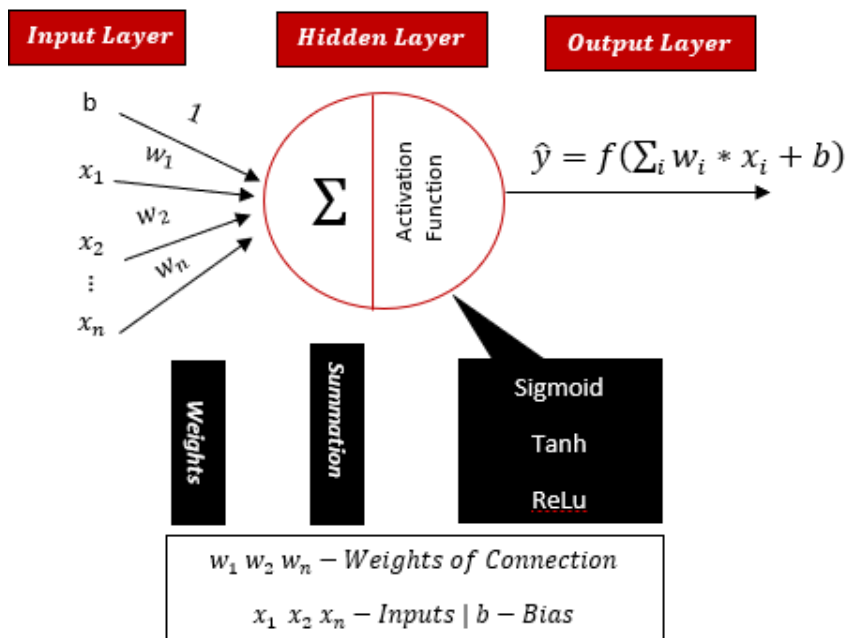 Input Layer
Hidden Layer
Output Layer
b
1
w₁
x₁
w₂
x₂
wₙ
⋮
xₙ
Σ
Activation
Function
ŷ = f(∑ᵢ wᵢ * xᵢ + b)
Weights
Summation
Sigmoid
Tanh
ReLu
w₁ w₂ wₙ – Weights of Connection
x₁ x₂ xₙ – Inputs | b – Bias